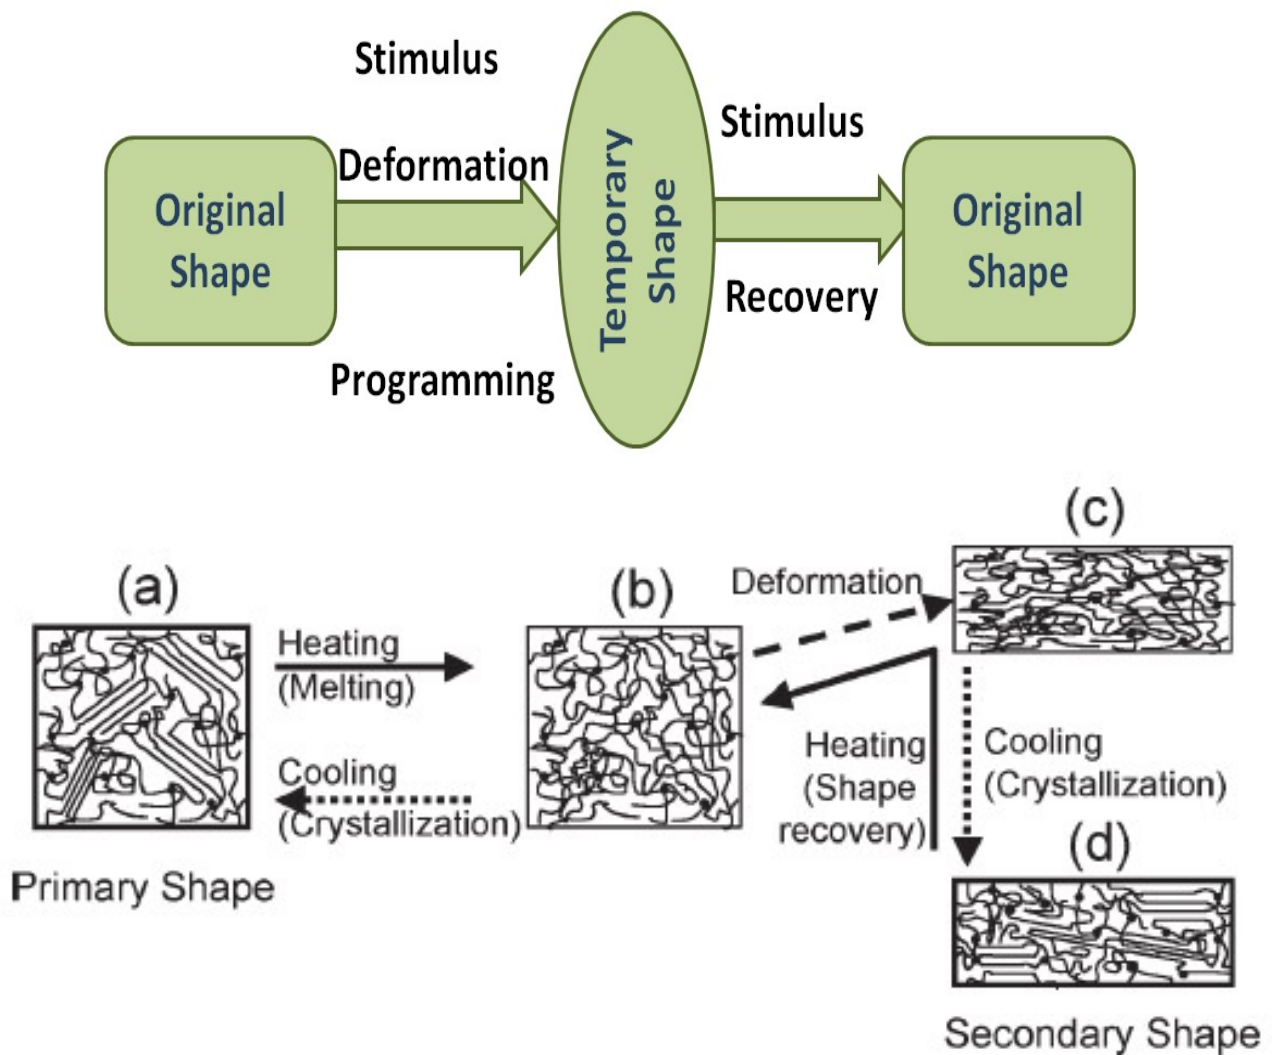 Stimulus
Deformation
Programming
Original
Shape
Temporary
Shape
Stimulus
Recovery
Original
Shape
(a)
Heating
(Melting)
Cooling
(Crystallization)
Primary Shape
(b)
Deformation
(c)
Heating
(Shape
recovery)
Cooling
(Crystallization)
(d)
Secondary Shape